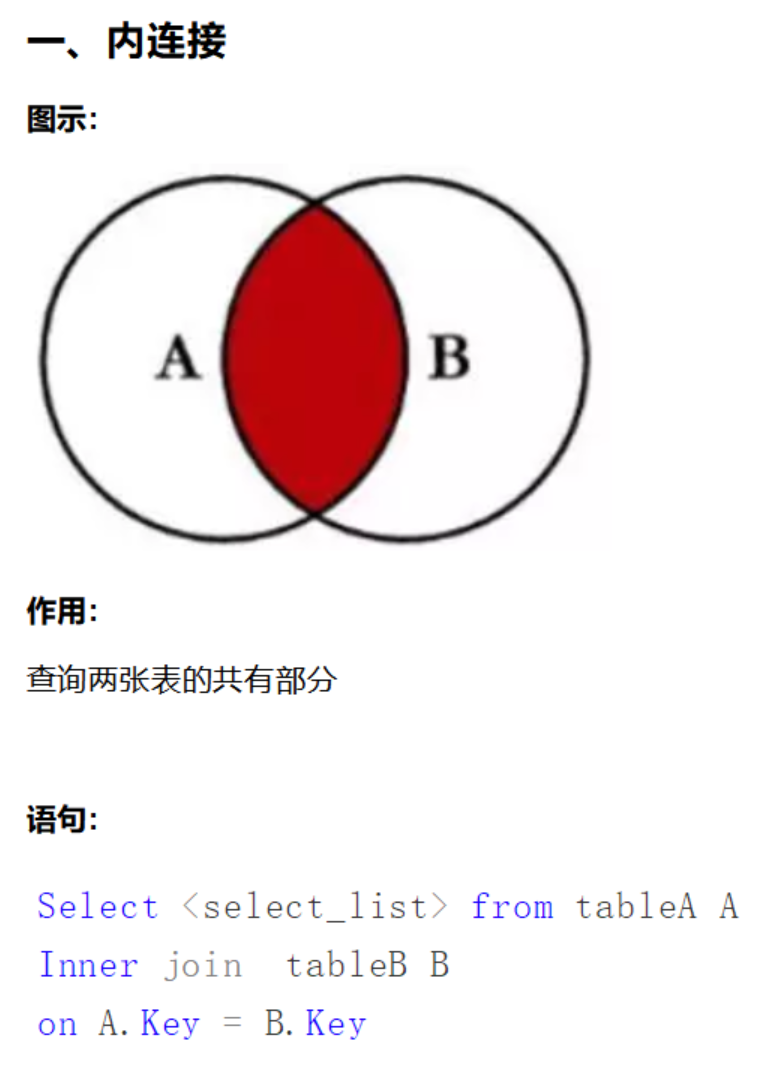 一、内连接
图示：
A B
作用：
查询两张表的共有部分
语句：
Select <select_list> from tableA A
Inner join  tableB B
on A.Key = B.Key